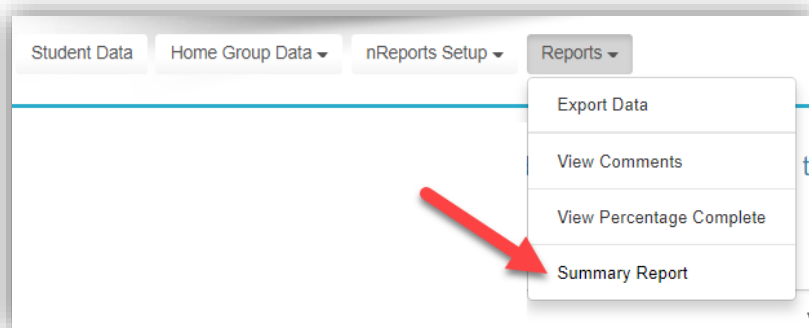 Student Data Home Group Data nReports Setup Reports
Export Data
View Comments
View Percentage Complete
Summary Report